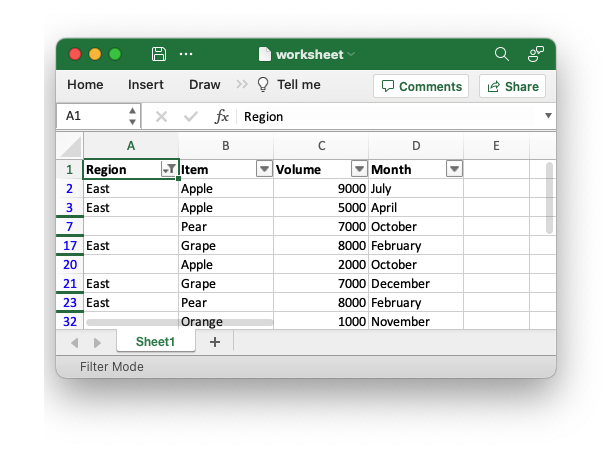 worksheet
Home Insert Draw Tell me Comments Share
A1 fx Region
A B C D E
1 Region Item Volume Month
2 East Apple 9000 July
3 East Apple 5000 April
7 Pear 7000 October
17 East Grape 8000 February
20 Apple 2000 October
21 East Grape 7000 December
23 East Pear 8000 February
32 Orange 1000 November
Sheet1 +
Filter Mode